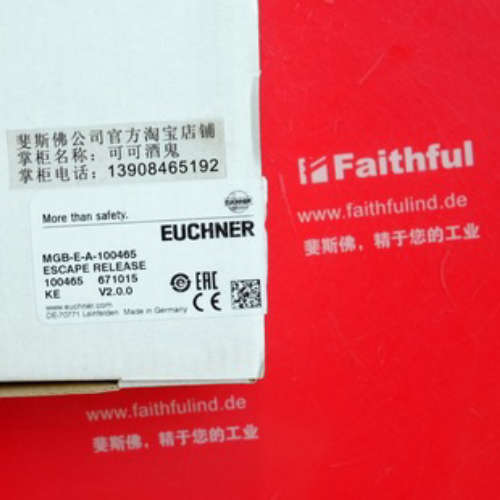 斐斯佛公司官方淘宝店铺
掌柜名称：可可酒鬼
掌柜电话：13908465192
More than safety.
EUCHNER
EUCHNER
MGB-E-A-100465
ESCAPE RELEASE
100465 671015
KE V2.0.0
www.euchner.com
DE-70771 Leinfelden Made in Germany
EAC
CE
Faithful
www.faithfulind.de
斐斯佛，精于您的工业
www.faithfulind.de
斐斯佛，精于您的工业